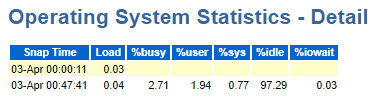 Operating System Statistics - Detail
Snap Time Load %busy %user %sys %idle %iowait
03-Apr 00:00:11 0.03
03-Apr 00:47:41 0.04 2.71 1.94 0.77 97.29 0.03